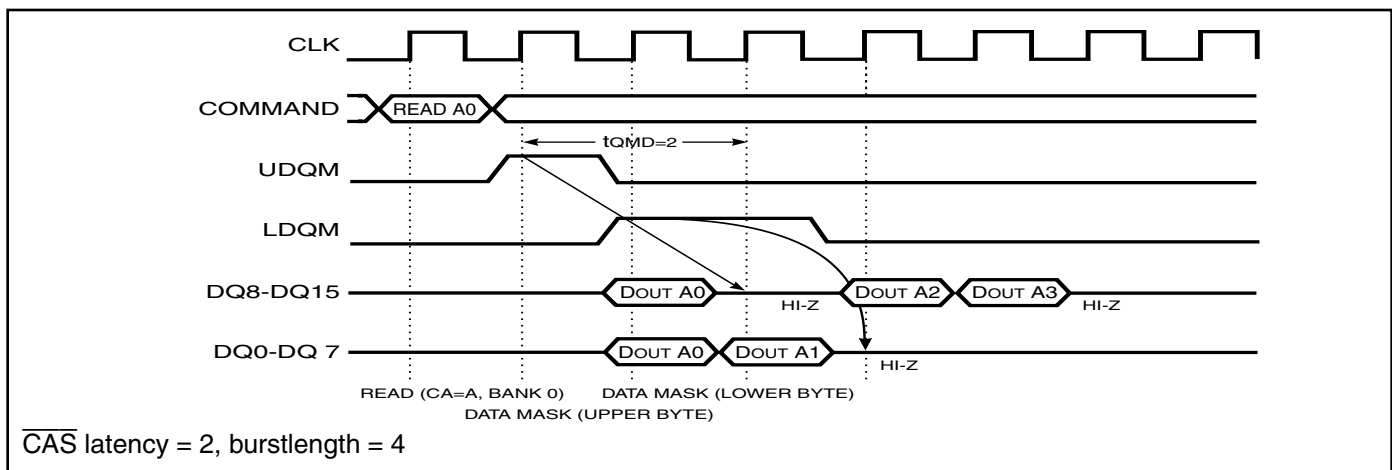 CLK
COMMAND
READ A0
tQMD=2
UDQM
LDQM
DQ8-DQ15
DOUT A0
HI-Z
DOUT A2
DOUT A3
HI-Z
DQ0-DQ 7
DOUT A0
DOUT A1
HI-Z
READ (CA=A, BANK 0)
DATA MASK (LOWER BYTE)
DATA MASK (UPPER BYTE)
CAS latency = 2, burstlength = 4